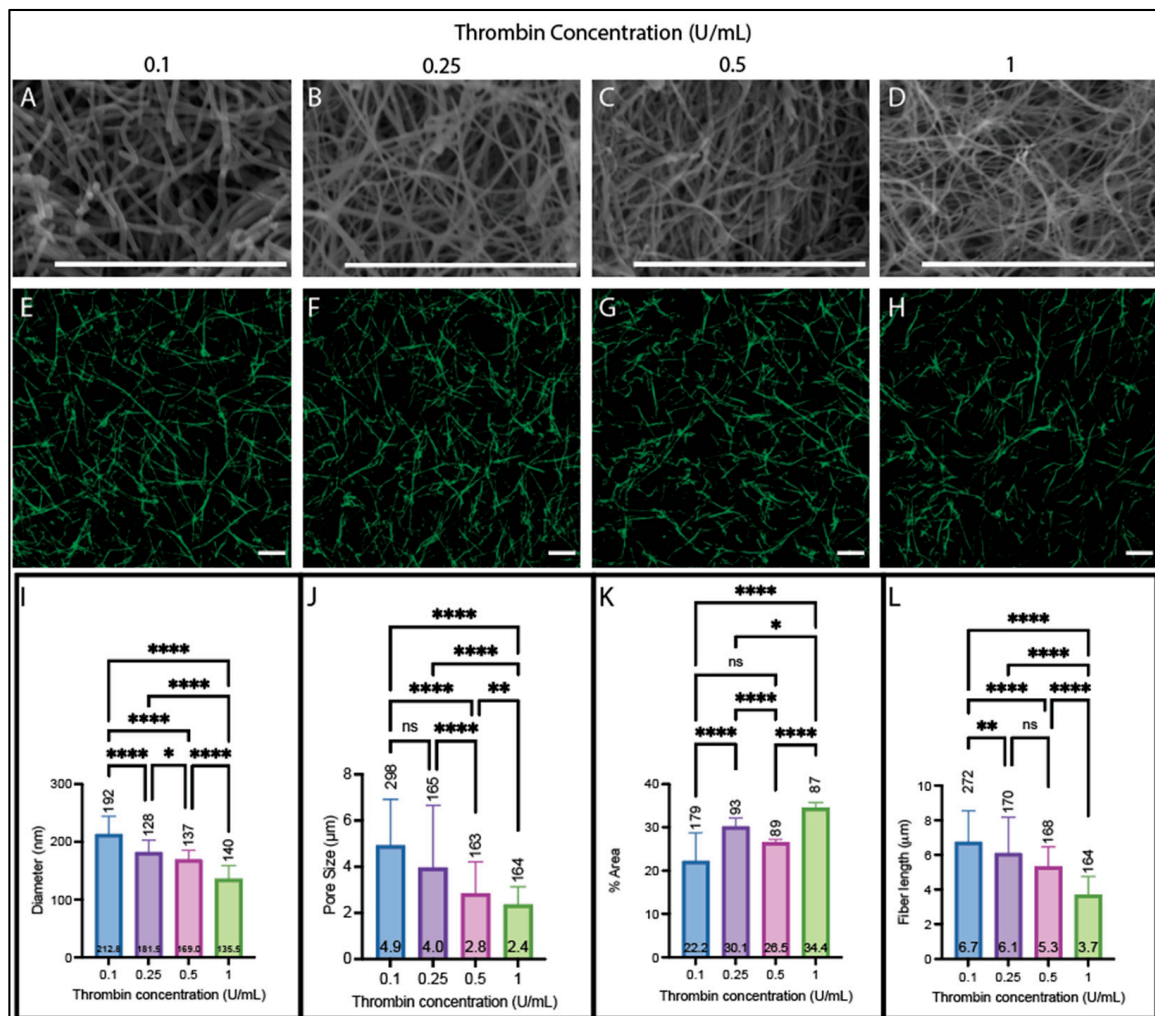 Thrombin Concentration (U/mL)
0.1 0.25 0.5 1
A B C D
E F G H
I
****
****
****
**** * ****
300
200
100
0
Diameter (nm)
192 128 137 140
212.8 181.5 169.0 135.5
0.1 0.25 0.5 1
Thrombin concentration (U/mL)
J
****
****
**** **
ns ****
8
6
4
2
0
Pore Size (µm)
298 165 163 164
4.9 4.0 2.8 2.4
0.1 0.25 0.5 1
Thrombin concentration (U/mL)
K
****
*
ns
****
**** ****
40
30
20
10
0
% Area
179 93 89 87
22.2 30.1 26.5 34.4
0.1 0.25 0.5 1
Thrombin concentration (U/mL)
L
****
****
**** ****
** ns
10
8
6
4
2
0
Fiber length (µm)
272 170 168 164
6.7 6.1 5.3 3.7
0.1 0.25 0.5 1
Thrombin concentration (U/mL)